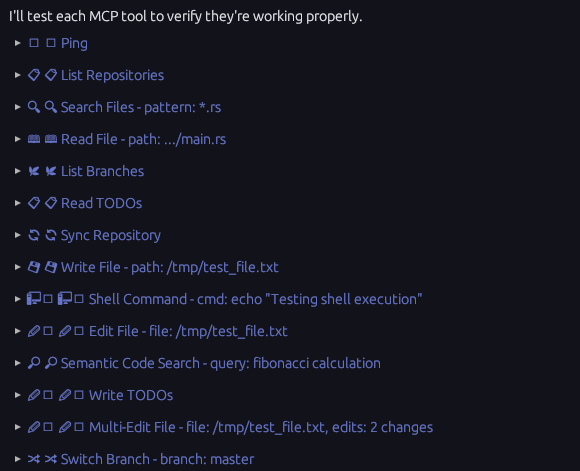 I'll test each MCP tool to verify they're working properly.
Ping
List Repositories
Search Files - pattern: *.rs
Read File - path: .../main.rs
List Branches
Read TODOs
Sync Repository
Write File - path: /tmp/test_file.txt
Shell Command - cmd: echo "Testing shell execution"
Edit File - file: /tmp/test_file.txt
Semantic Code Search - query: fibonacci calculation
Write TODOs
Multi-Edit File - file: /tmp/test_file.txt, edits: 2 changes
Switch Branch - branch: master